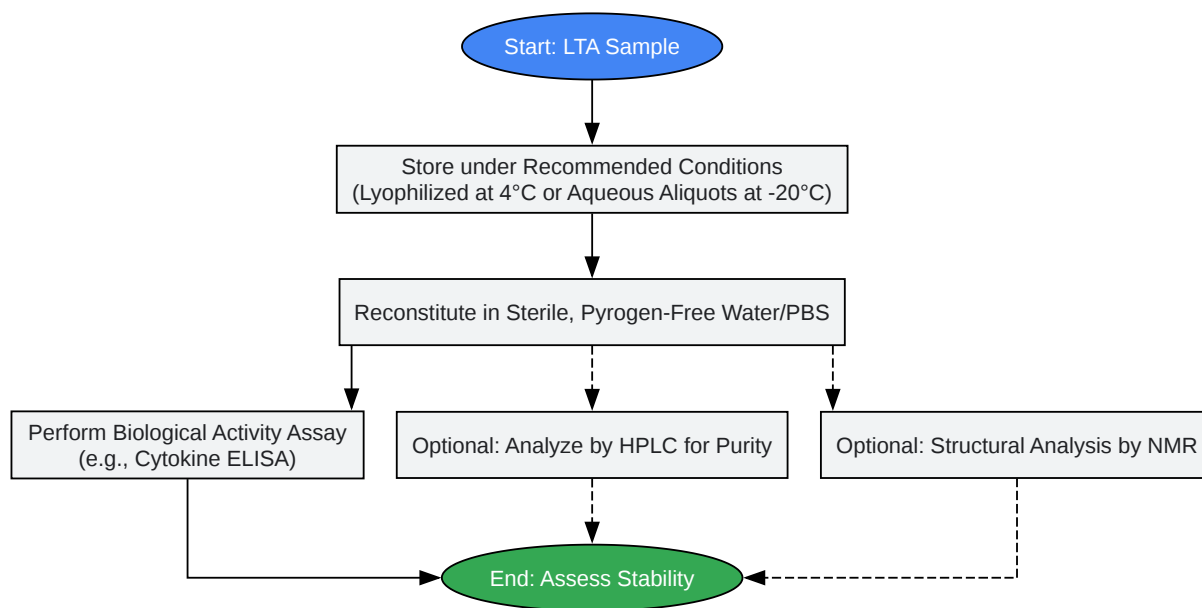 Start: LTA Sample
Store under Recommended Conditions
(Lyophilized at 4°C or Aqueous Aliquots at -20°C)
Reconstitute in Sterile, Pyrogen-Free Water/PBS
Perform Biological Activity Assay
(e.g., Cytokine ELISA)
Optional: Analyze by HPLC for Purity
Optional: Structural Analysis by NMR
End: Assess Stability